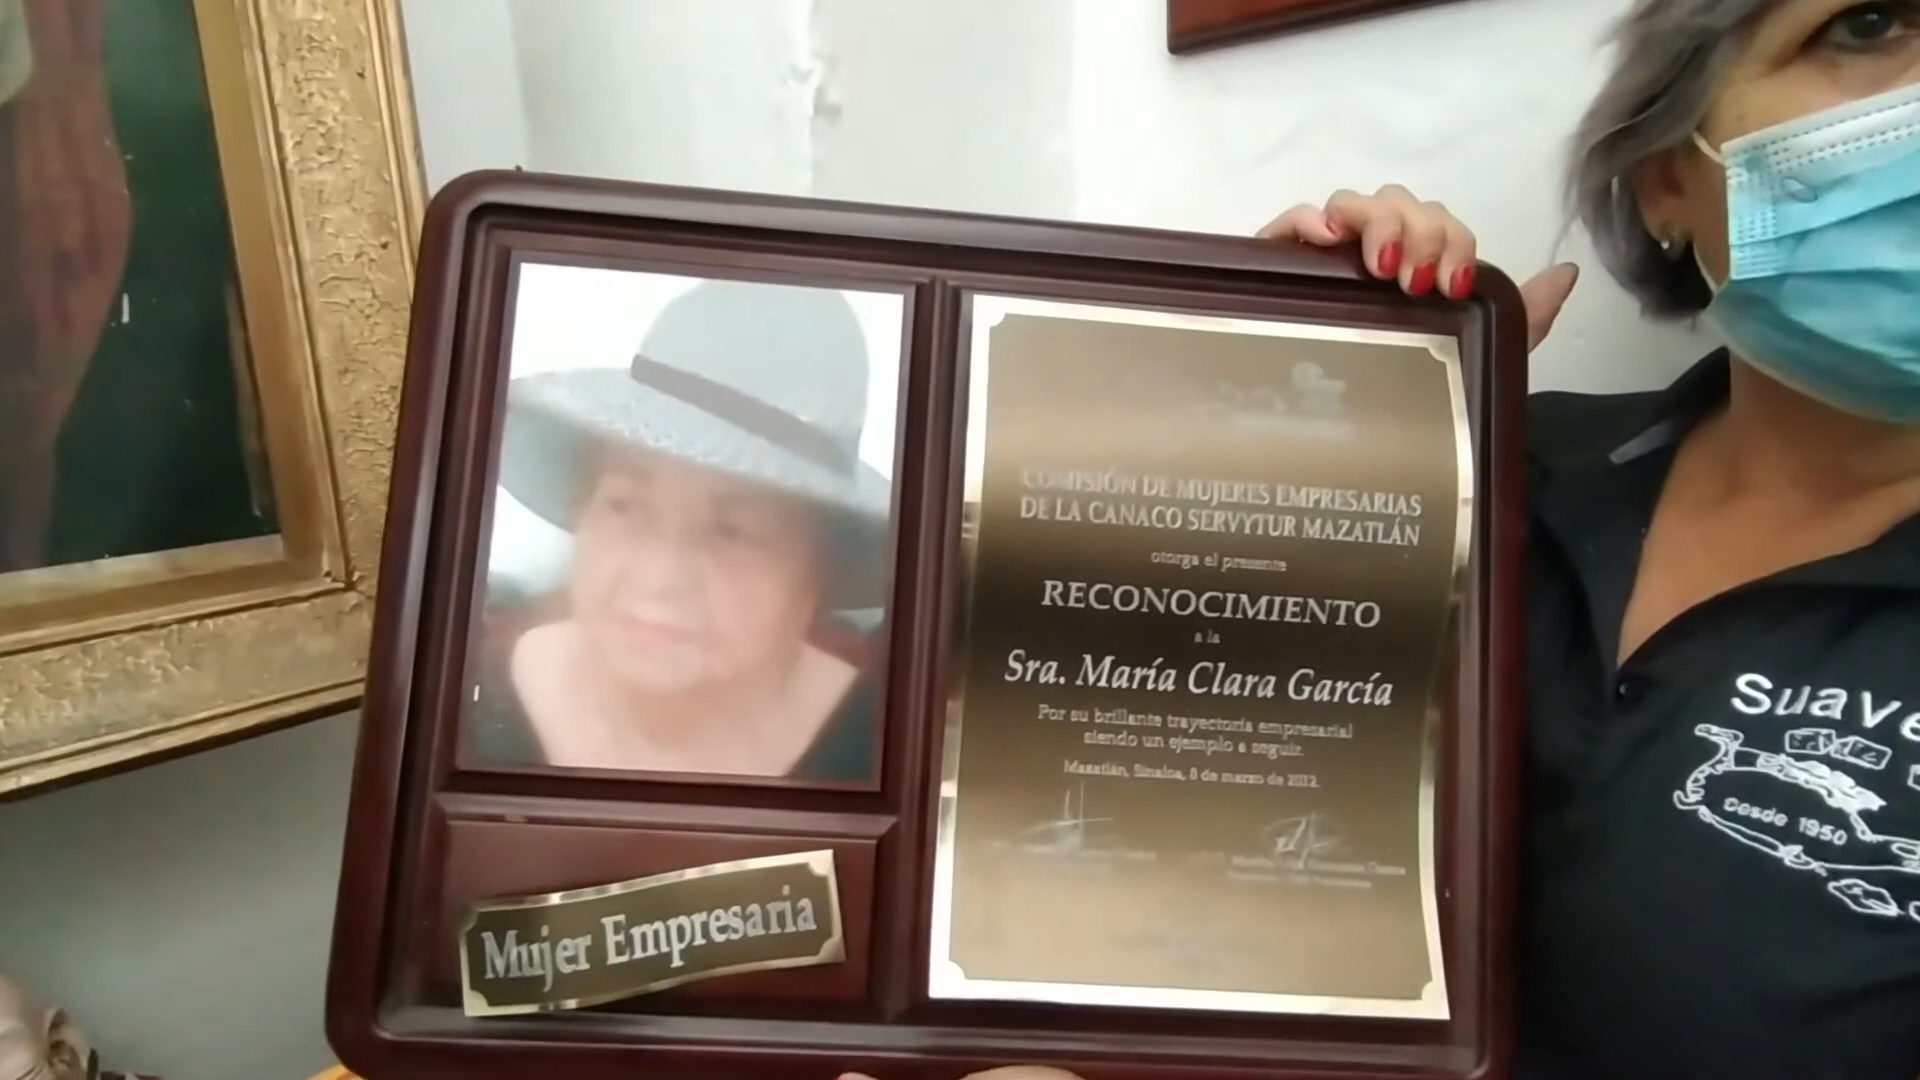 COMISIÓN DE MUJERES EMPRESARIAS
DE LA CANACO SERVYTUR MAZATLÁN
otorga el presente
RECONOCIMIENTO
a la
Sra. María Clara García
Por su brillante trayectoria empresarial
siendo un ejemplo a seguir.
Mazatlán, Sinaloa, 8 de marzo de 2012.
Mujer Empresaria
Suave
Desde 1950